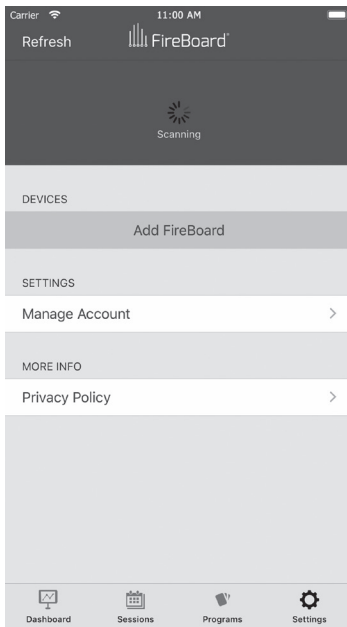 Carrier 11:00 AM
Refresh FireBoard
Scanning
DEVICES
Add FireBoard
SETTINGS
Manage Account
MORE INFO
Privacy Policy
Dashboard Sessions Programs Settings